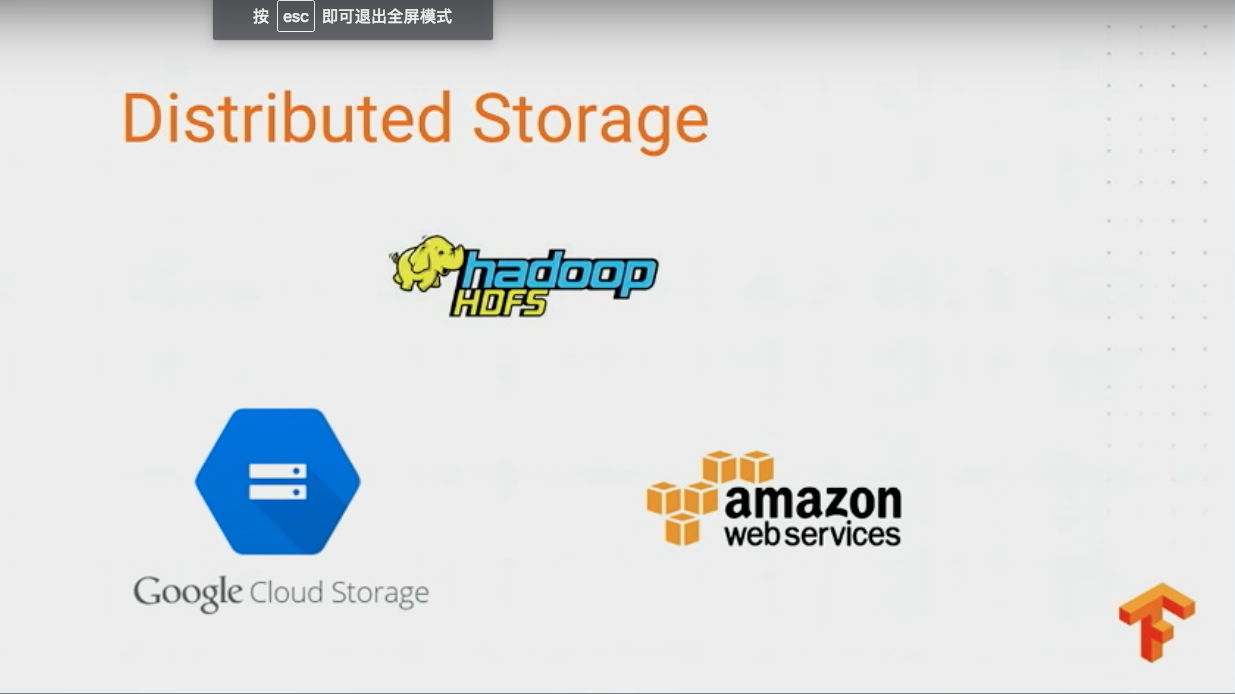 按 esc 即可退出全屏模式
Distributed Storage
hadoop
HDFS
Google Cloud Storage
amazon
web services